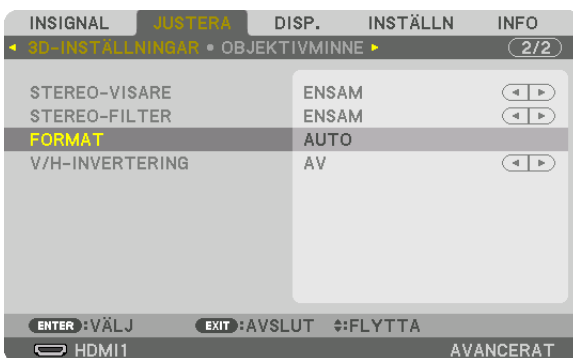 INSIGNAL JUSTERA DISP. INSTÄLLN INFO
3D-INSTÄLLNINGAR • OBJEKTIVMINNE 2/2
STEREO-VISARE ENSAM
STEREO-FILTER ENSAM
FORMAT AUTO
V/H-INVERTERING AV
ENTER :VÄLJ EXIT :AVSLUT :FLYTTA
HDMI1 AVANCERAT